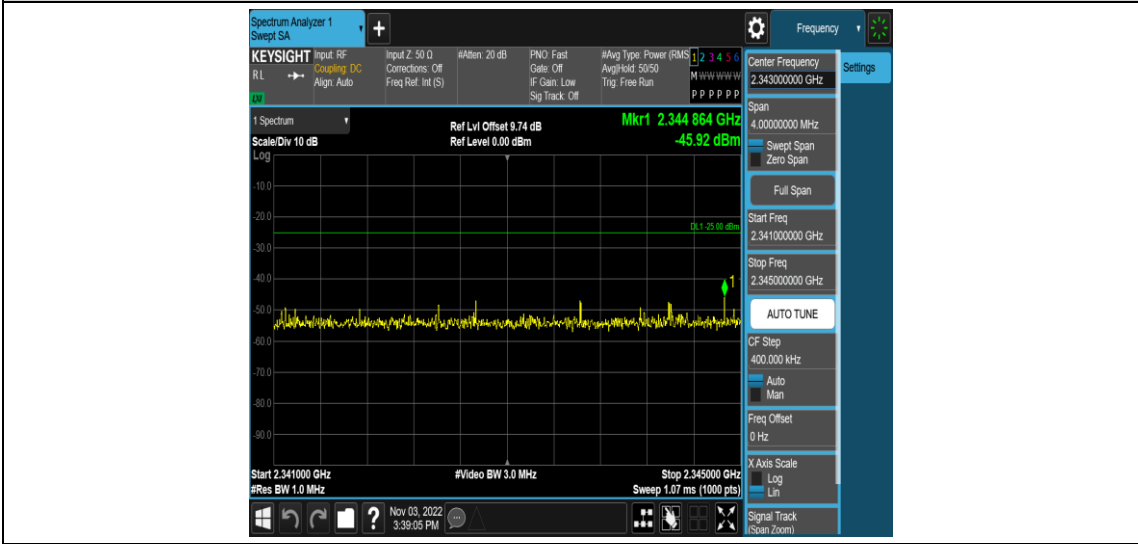 Spectrum Analyzer 1
Swept SA
+
Frequency
KEYSIGHT
RL
LXI
Input: RF
Coupling: DC
Align: Auto
Input Z: 50 Ω
Corrections: Off
Freq Ref: Int (S)
#Atten: 20 dB
PNO: Fast
Gate: Off
IF Gain: Low
Sig Track: Off
#Avg Type: Power (RMS
Avg|Hold: 50/50
Trig: Free Run
1 2 3 4 5 6
M W W W W W
P P P P P P
1 Spectrum
Scale/Div 10 dB
Log
Ref Lvl Offset 9.74 dB
Ref Level 0.00 dBm
Mkr1 2.344 864 GHz
-45.92 dBm
-10.0
-20.0
DL1 -25.00 dBm
-30.0
-40.0
1
-50.0
-60.0
-70.0
-80.0
-90.0
Start 2.341000 GHz
#Res BW 1.0 MHz
#Video BW 3.0 MHz
Stop 2.345000 GHz
Sweep 1.07 ms (1000 pts)
?
Nov 03, 2022
3:39:05 PM
Center Frequency
2.343000000 GHz
Settings
Span
4.00000000 MHz
Swept Span
Zero Span
Full Span
Start Freq
2.341000000 GHz
Stop Freq
2.345000000 GHz
AUTO TUNE
CF Step
400.000 kHz
Auto
Man
Freq Offset
0 Hz
X Axis Scale
Log
Lin
Signal Track
(Span Zoom)